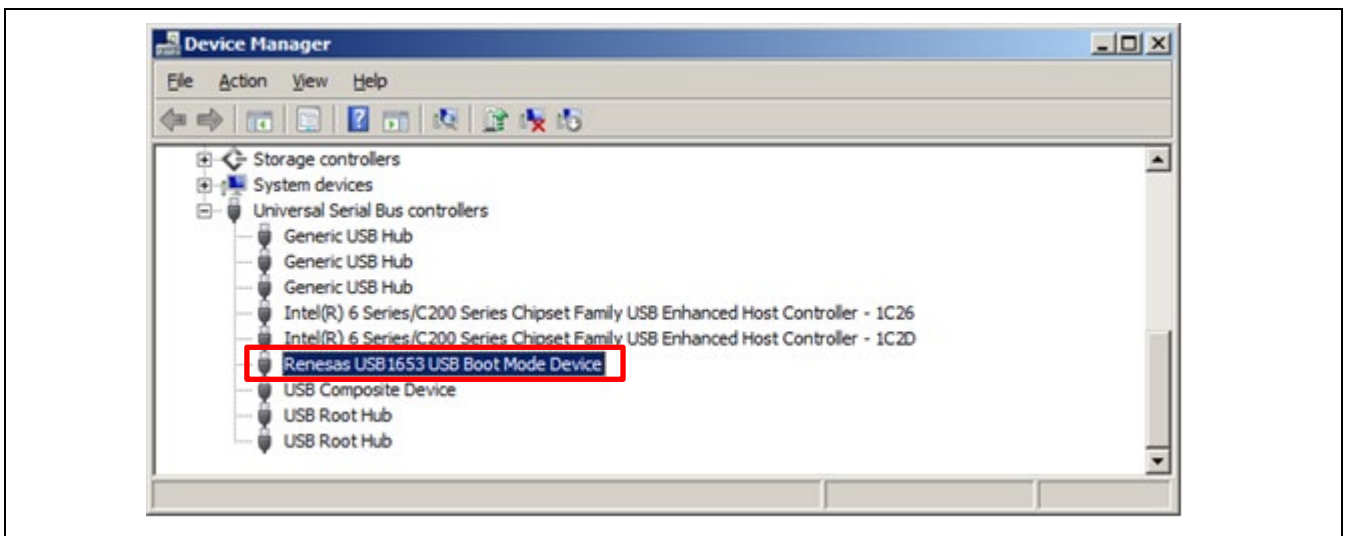 Device Manager
File Action View Help
Storage controllers
System devices
Universal Serial Bus controllers
Generic USB Hub
Generic USB Hub
Generic USB Hub
Intel(R) 6 Series/C200 Series Chipset Family USB Enhanced Host Controller - 1C26
Intel(R) 6 Series/C200 Series Chipset Family USB Enhanced Host Controller - 1C2D
Renesas USB1653 USB Boot Mode Device
USB Composite Device
USB Root Hub
USB Root Hub